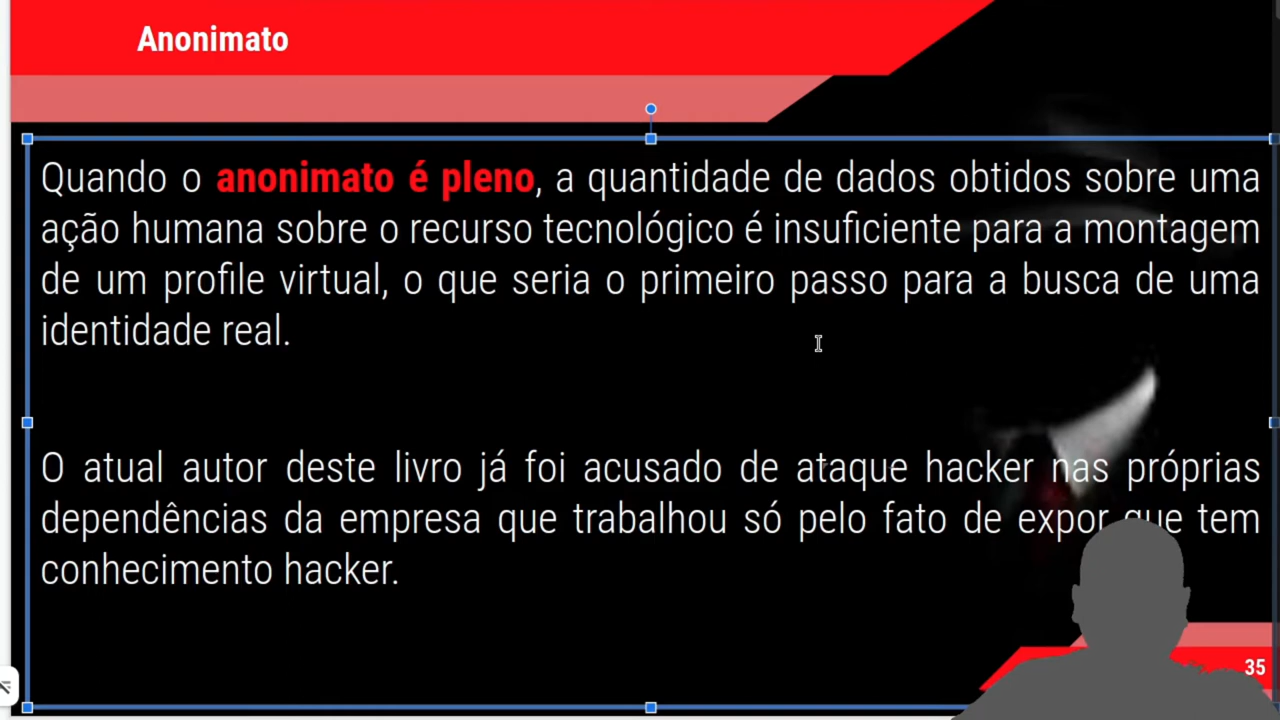 Anonimato
Quando o anonimato é pleno, a quantidade de dados obtidos sobre uma
ação humana sobre o recurso tecnológico é insuficiente para a montagem
de um profile virtual, o que seria o primeiro passo para a busca de uma
identidade real.
O atual autor deste livro já foi acusado de ataque hacker nas próprias
dependências da empresa que trabalhou só pelo fato de expor que tem
conhecimento hacker.
35